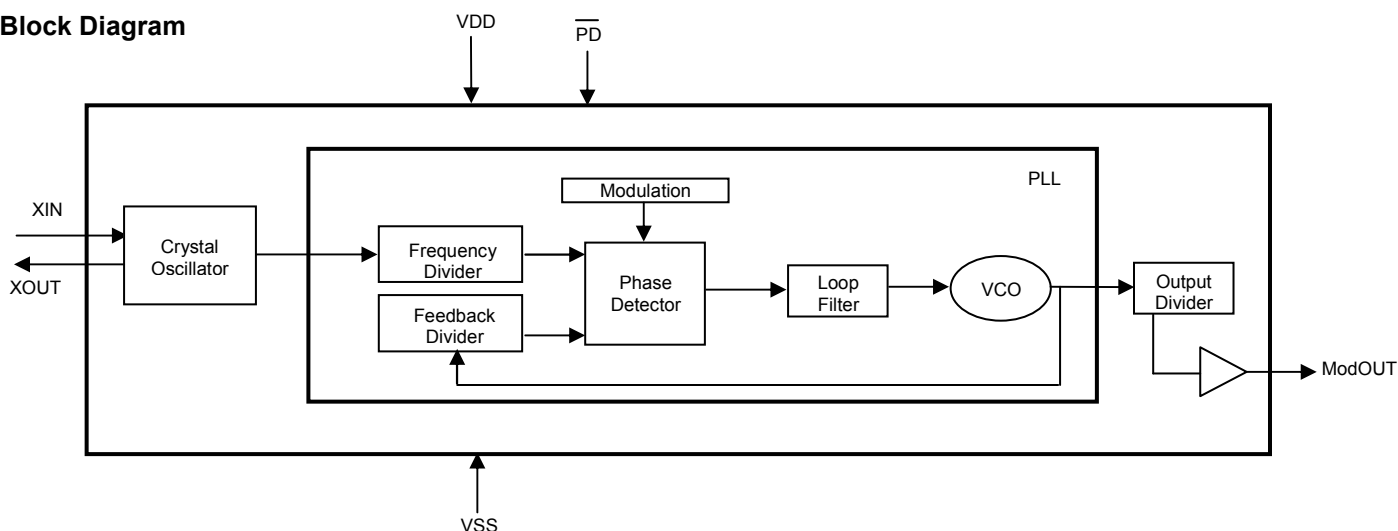 Block Diagram
VDD
PD
PLL
Modulation
XIN
XOUT
Crystal
Oscillator
Frequency
Divider
Feedback
Divider
Phase
Detector
Loop
Filter
VCO
Output
Divider
ModOUT
VSS